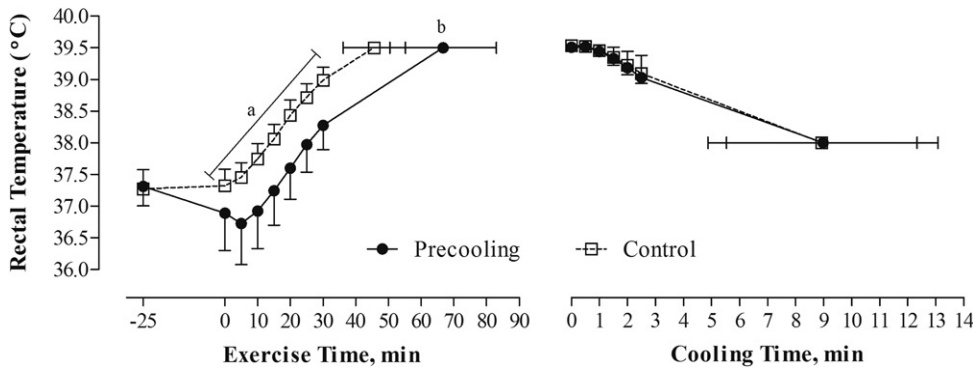 Rectal Temperature (°C)
40.0
39.5
39.0
38.5
38.0
37.5
37.0
36.5
36.0
a
b
Precooling
Control
-25 0 10 20 30 40 50 60 70 80 90
Exercise Time, min
0 1 2 3 4 5 6 7 8 9 10 11 12 13 14
Cooling Time, min